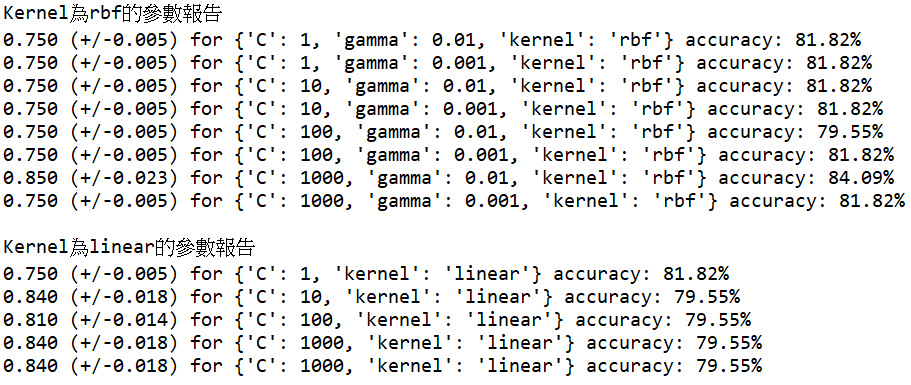 Kernel為rbf的參數報告
0.750 (+/-0.005) for {'C': 1, 'gamma': 0.01, 'kernel': 'rbf'} accuracy: 81.82%
0.750 (+/-0.005) for {'C': 1, 'gamma': 0.001, 'kernel': 'rbf'} accuracy: 81.82%
0.750 (+/-0.005) for {'C': 10, 'gamma': 0.01, 'kernel': 'rbf'} accuracy: 81.82%
0.750 (+/-0.005) for {'C': 10, 'gamma': 0.001, 'kernel': 'rbf'} accuracy: 81.82%
0.750 (+/-0.005) for {'C': 100, 'gamma': 0.01, 'kernel': 'rbf'} accuracy: 79.55%
0.750 (+/-0.005) for {'C': 100, 'gamma': 0.001, 'kernel': 'rbf'} accuracy: 81.82%
0.850 (+/-0.023) for {'C': 1000, 'gamma': 0.01, 'kernel': 'rbf'} accuracy: 84.09%
0.750 (+/-0.005) for {'C': 1000, 'gamma': 0.001, 'kernel': 'rbf'} accuracy: 81.82%
Kernel為linear的參數報告
0.750 (+/-0.005) for {'C': 1, 'kernel': 'linear'} accuracy: 81.82%
0.840 (+/-0.018) for {'C': 10, 'kernel': 'linear'} accuracy: 79.55%
0.810 (+/-0.014) for {'C': 100, 'kernel': 'linear'} accuracy: 79.55%
0.840 (+/-0.018) for {'C': 1000, 'kernel': 'linear'} accuracy: 79.55%
0.840 (+/-0.018) for {'C': 1000, 'kernel': 'linear'} accuracy: 79.55%